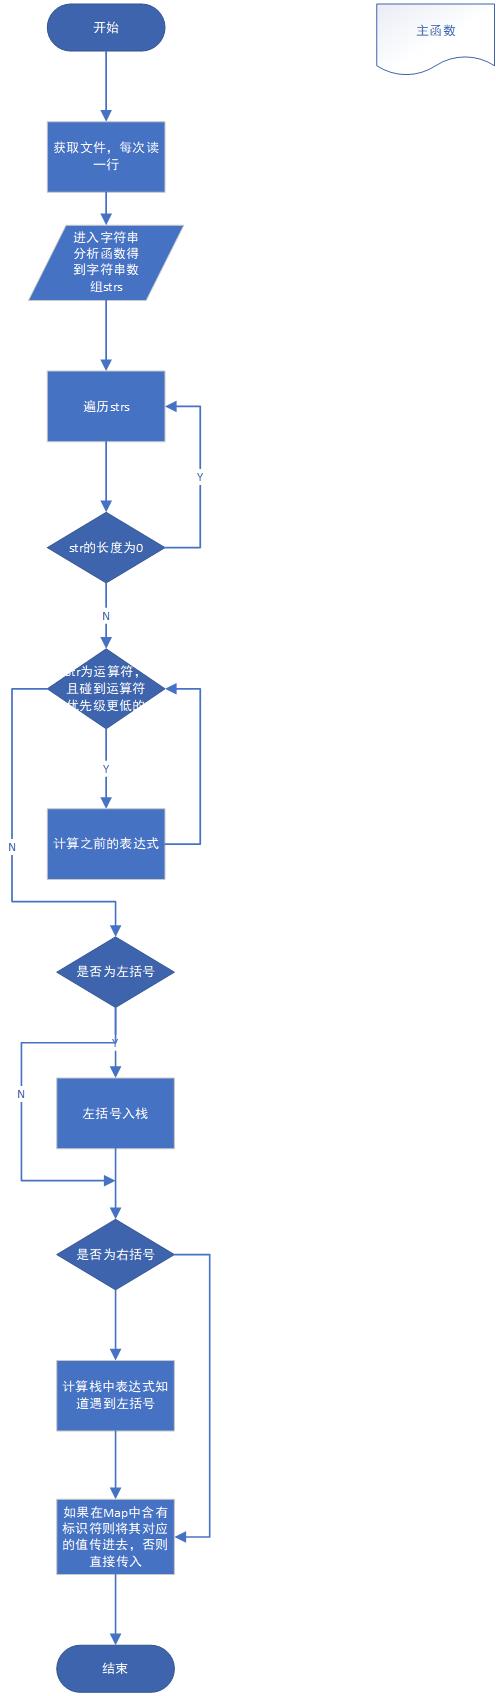 开始
主函数
获取文件，每次读
一行
进入字符串
分析函数得
到字符串数
组strs
遍历strs
Y
str的长度为0
N
str为运算符，
且碰到运算符
优先级更低的
Y
计算之前的表达式
N
是否为左括号
Y
N
左括号入栈
是否为右括号
计算栈中表达式知
道遇到左括号
如果在Map中含有
标识符则将其对应
的值传进去，否则
直接传入
结束